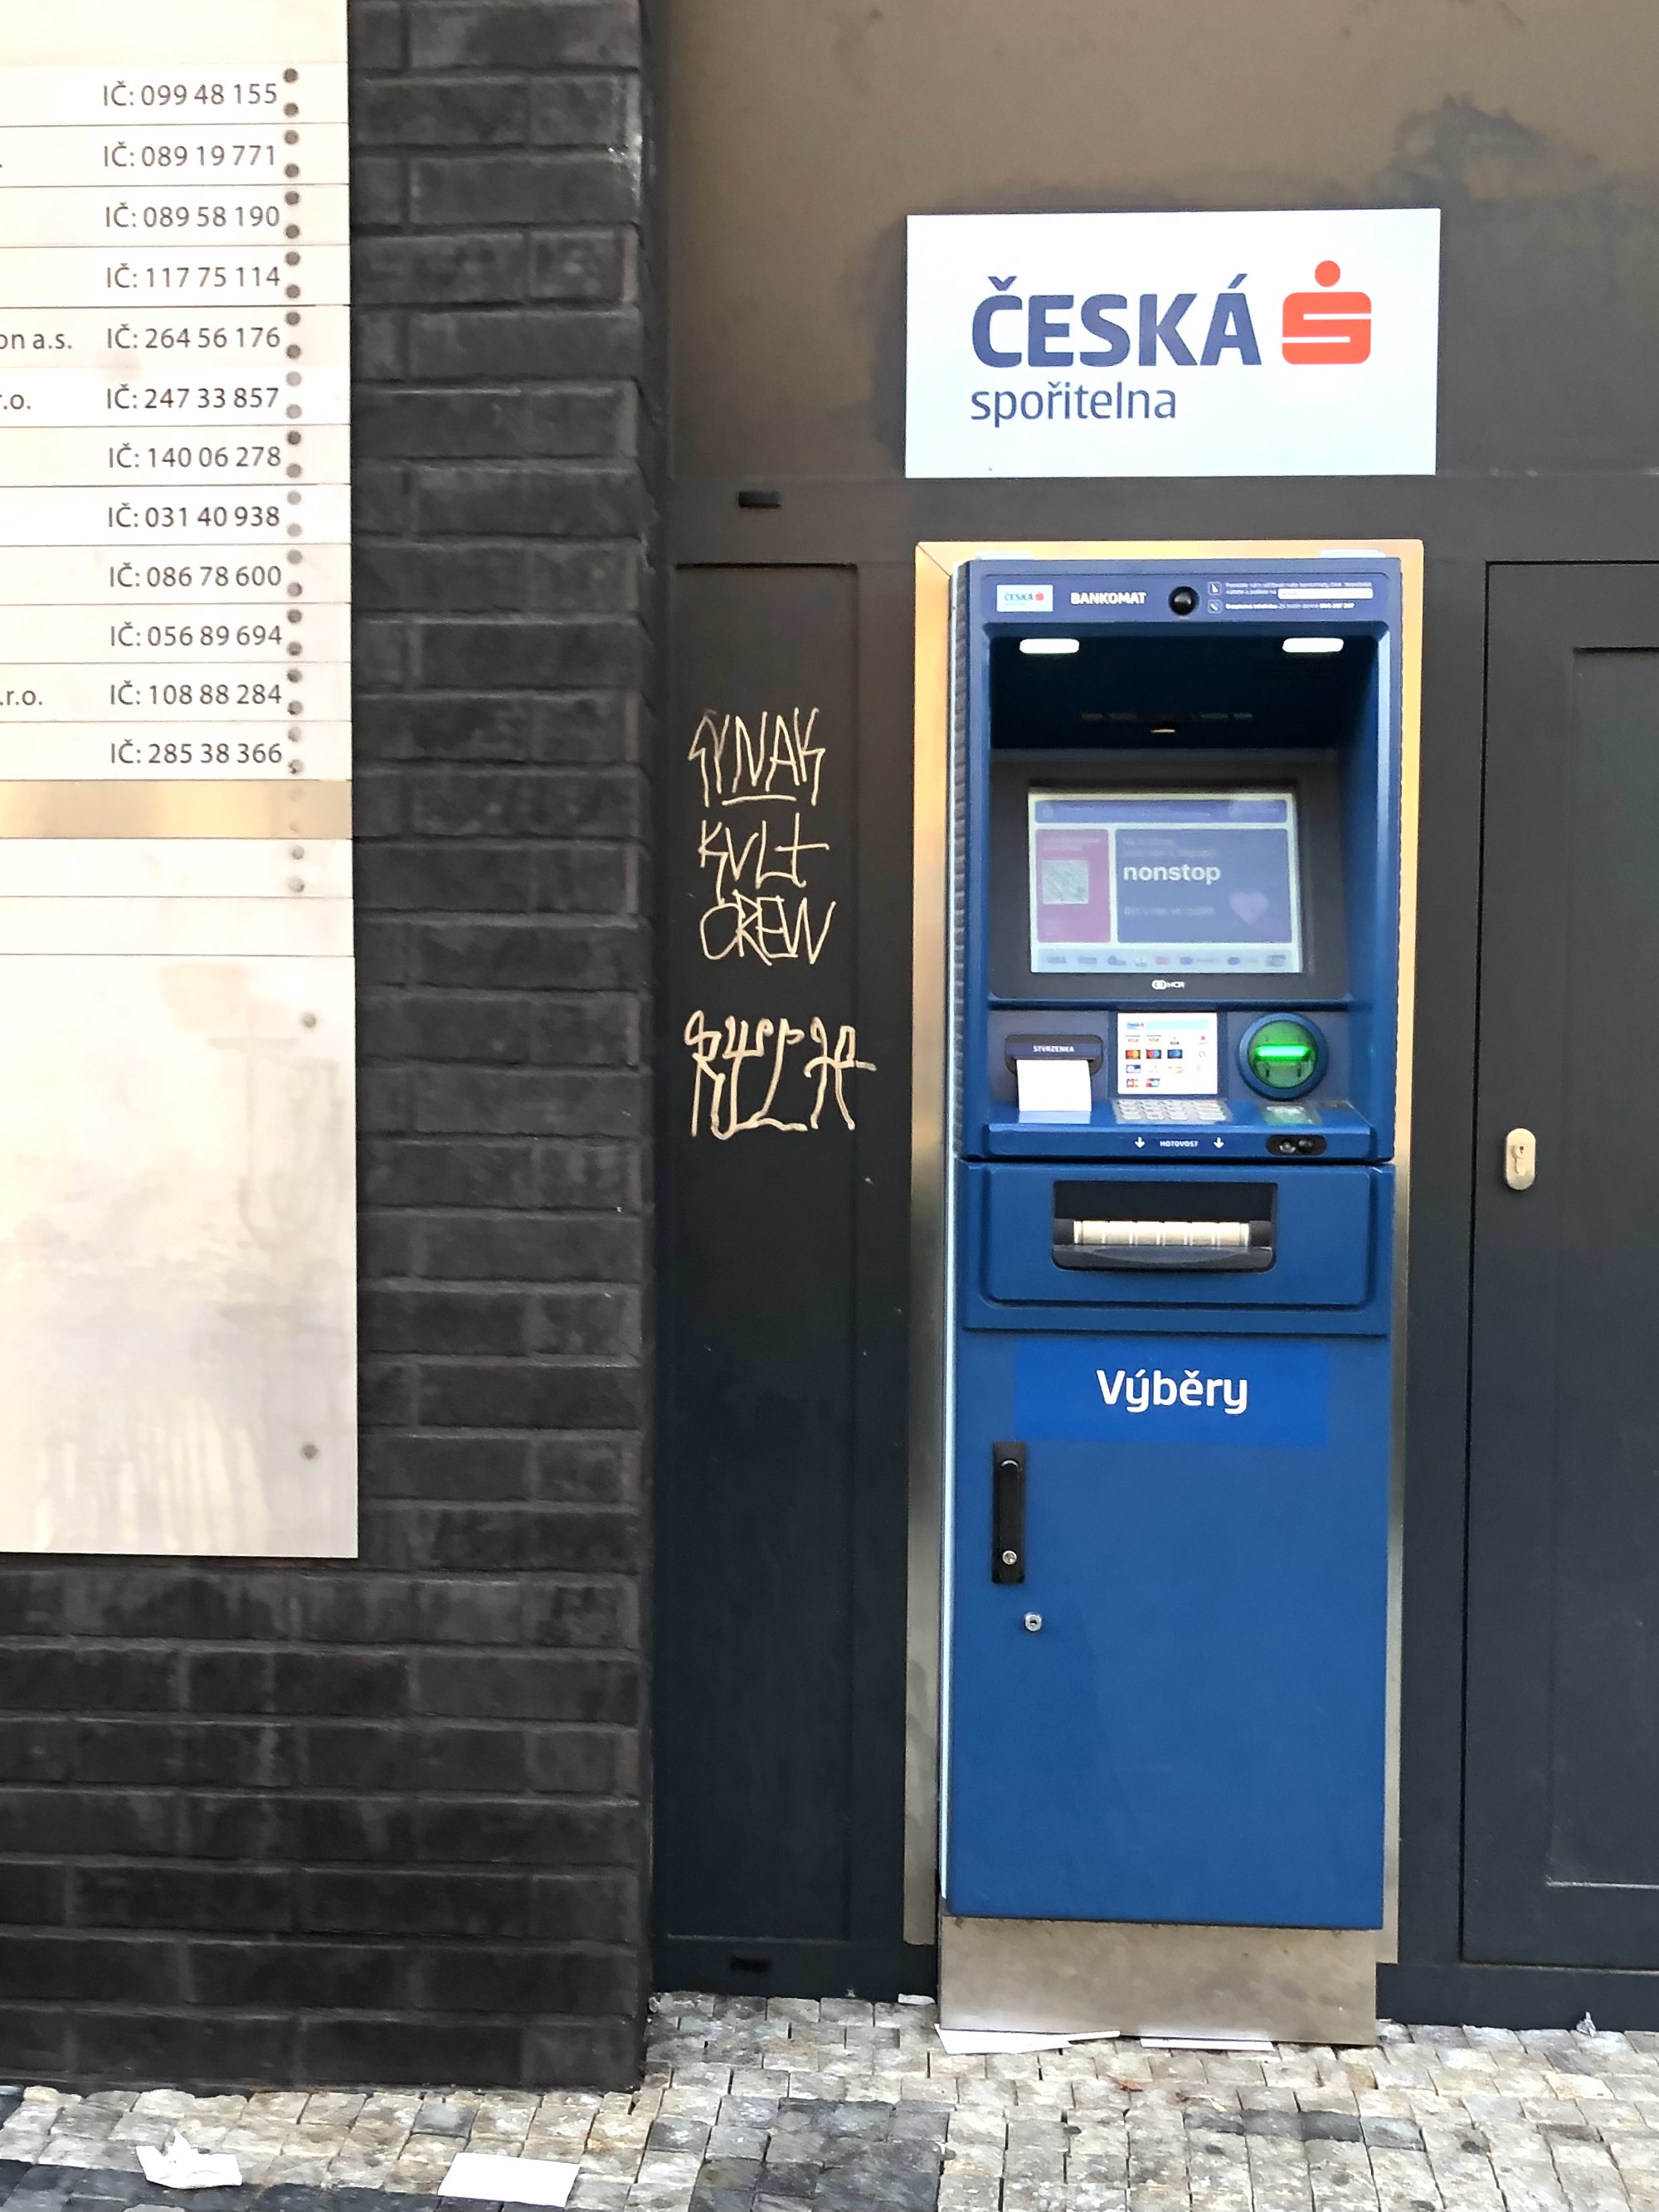 IČ: 099 48 155
IČ: 089 19 771
IČ: 089 58 190
IČ: 117 75 114
on a.s. IČ: 264 56 176
r.o. IČ: 247 33 857
IČ: 140 06 278
IČ: 031 40 938
IČ: 086 78 600
IČ: 056 89 694
.r.o. IČ: 108 88 284
IČ: 285 38 366
ČESKÁ
spořitelna
ČESKÁ
BANKOMAT
nonstop
NCR
STVRZENKA
HOTOVOST
Výběry
KVLT
CREW